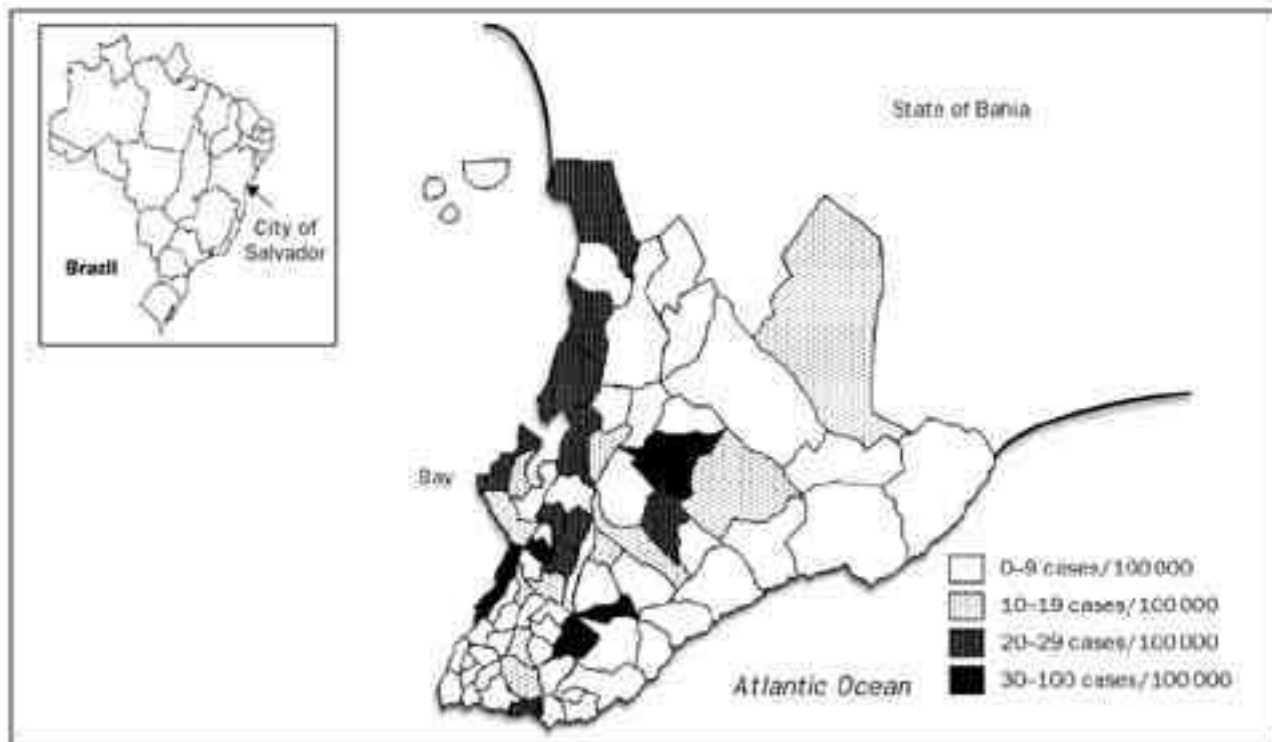 State of Bahia
City of
Salvador
Brazil
Bay
0–9 cases/100 000
10–19 cases/100 000
20–29 cases/100 000
30–100 cases/100 000
Atlantic Ocean